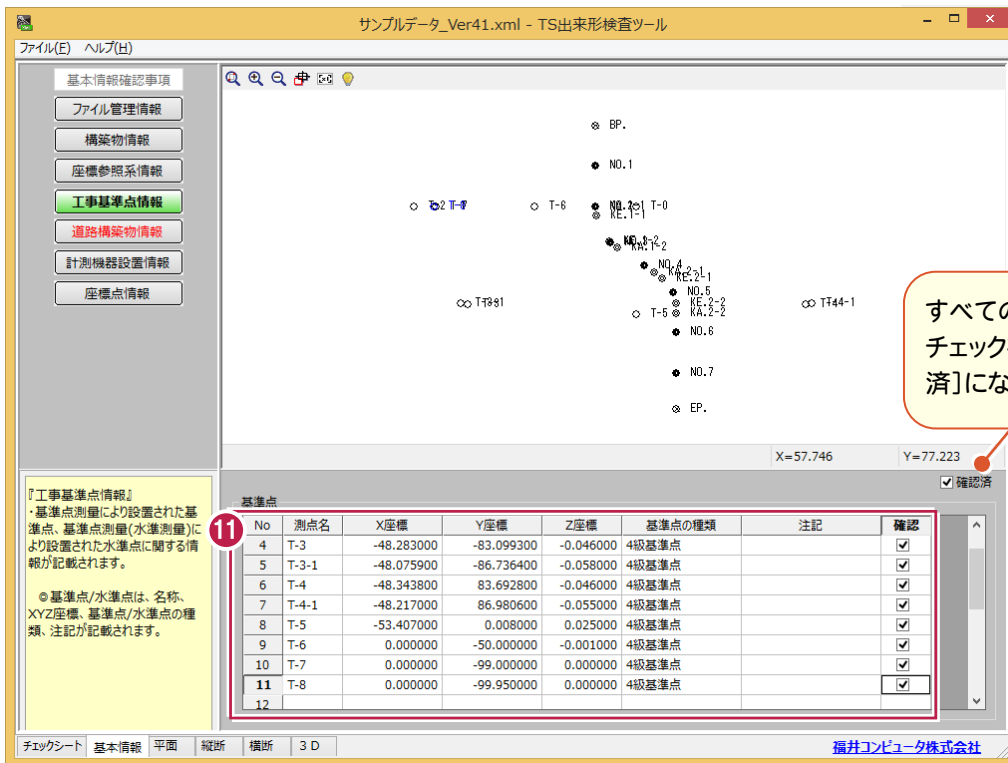 サンプルデータ_Ver41.xml - TS出来形検査ツール
ファイル(F) ヘルプ(H)
基本情報確認事項
ファイル管理情報
構築物情報
座標参照系情報
工事基準点情報
道路構築物情報
計測機器設置情報
座標点情報
BP.
NO.1
T-6
T-0
KE.1-1
KA.1-2
NO.4
KA.2-1
KE.2-1
NO.5
KE.2-2
T-5 KA.2-2
NO.6
NO.7
EP.
すべての
チェック
済]にな
X=57.746 Y=77.223
確認済
『工事基準点情報』
・基準点測量により設置された基
準点、基準点測量(水準測量)に
より設置された水準点に関する情
報が記載されます。
◎基準点/水準点は、名称、
XYZ座標、基準点/水準点の種
類、注記が記載されます。
基準点
11
No 測点名 X座標 Y座標 Z座標 基準点の種類 注記 確認
4 T-3 -48.283000 -83.099300 -0.046000 4級基準点
5 T-3-1 -48.075900 -86.736400 -0.058000 4級基準点
6 T-4 -48.343800 83.692800 -0.046000 4級基準点
7 T-4-1 -48.217000 86.980600 -0.055000 4級基準点
8 T-5 -53.407000 0.008000 0.025000 4級基準点
9 T-6 0.000000 -50.000000 -0.001000 4級基準点
10 T-7 0.000000 -99.000000 0.000000 4級基準点
11 T-8 0.000000 -99.950000 0.000000 4級基準点
12
チェックシート 基本情報 平面 縦断 横断 3 D
福井コンピュータ株式会社